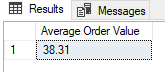 Results Messages
Average Order Value
1 38.31